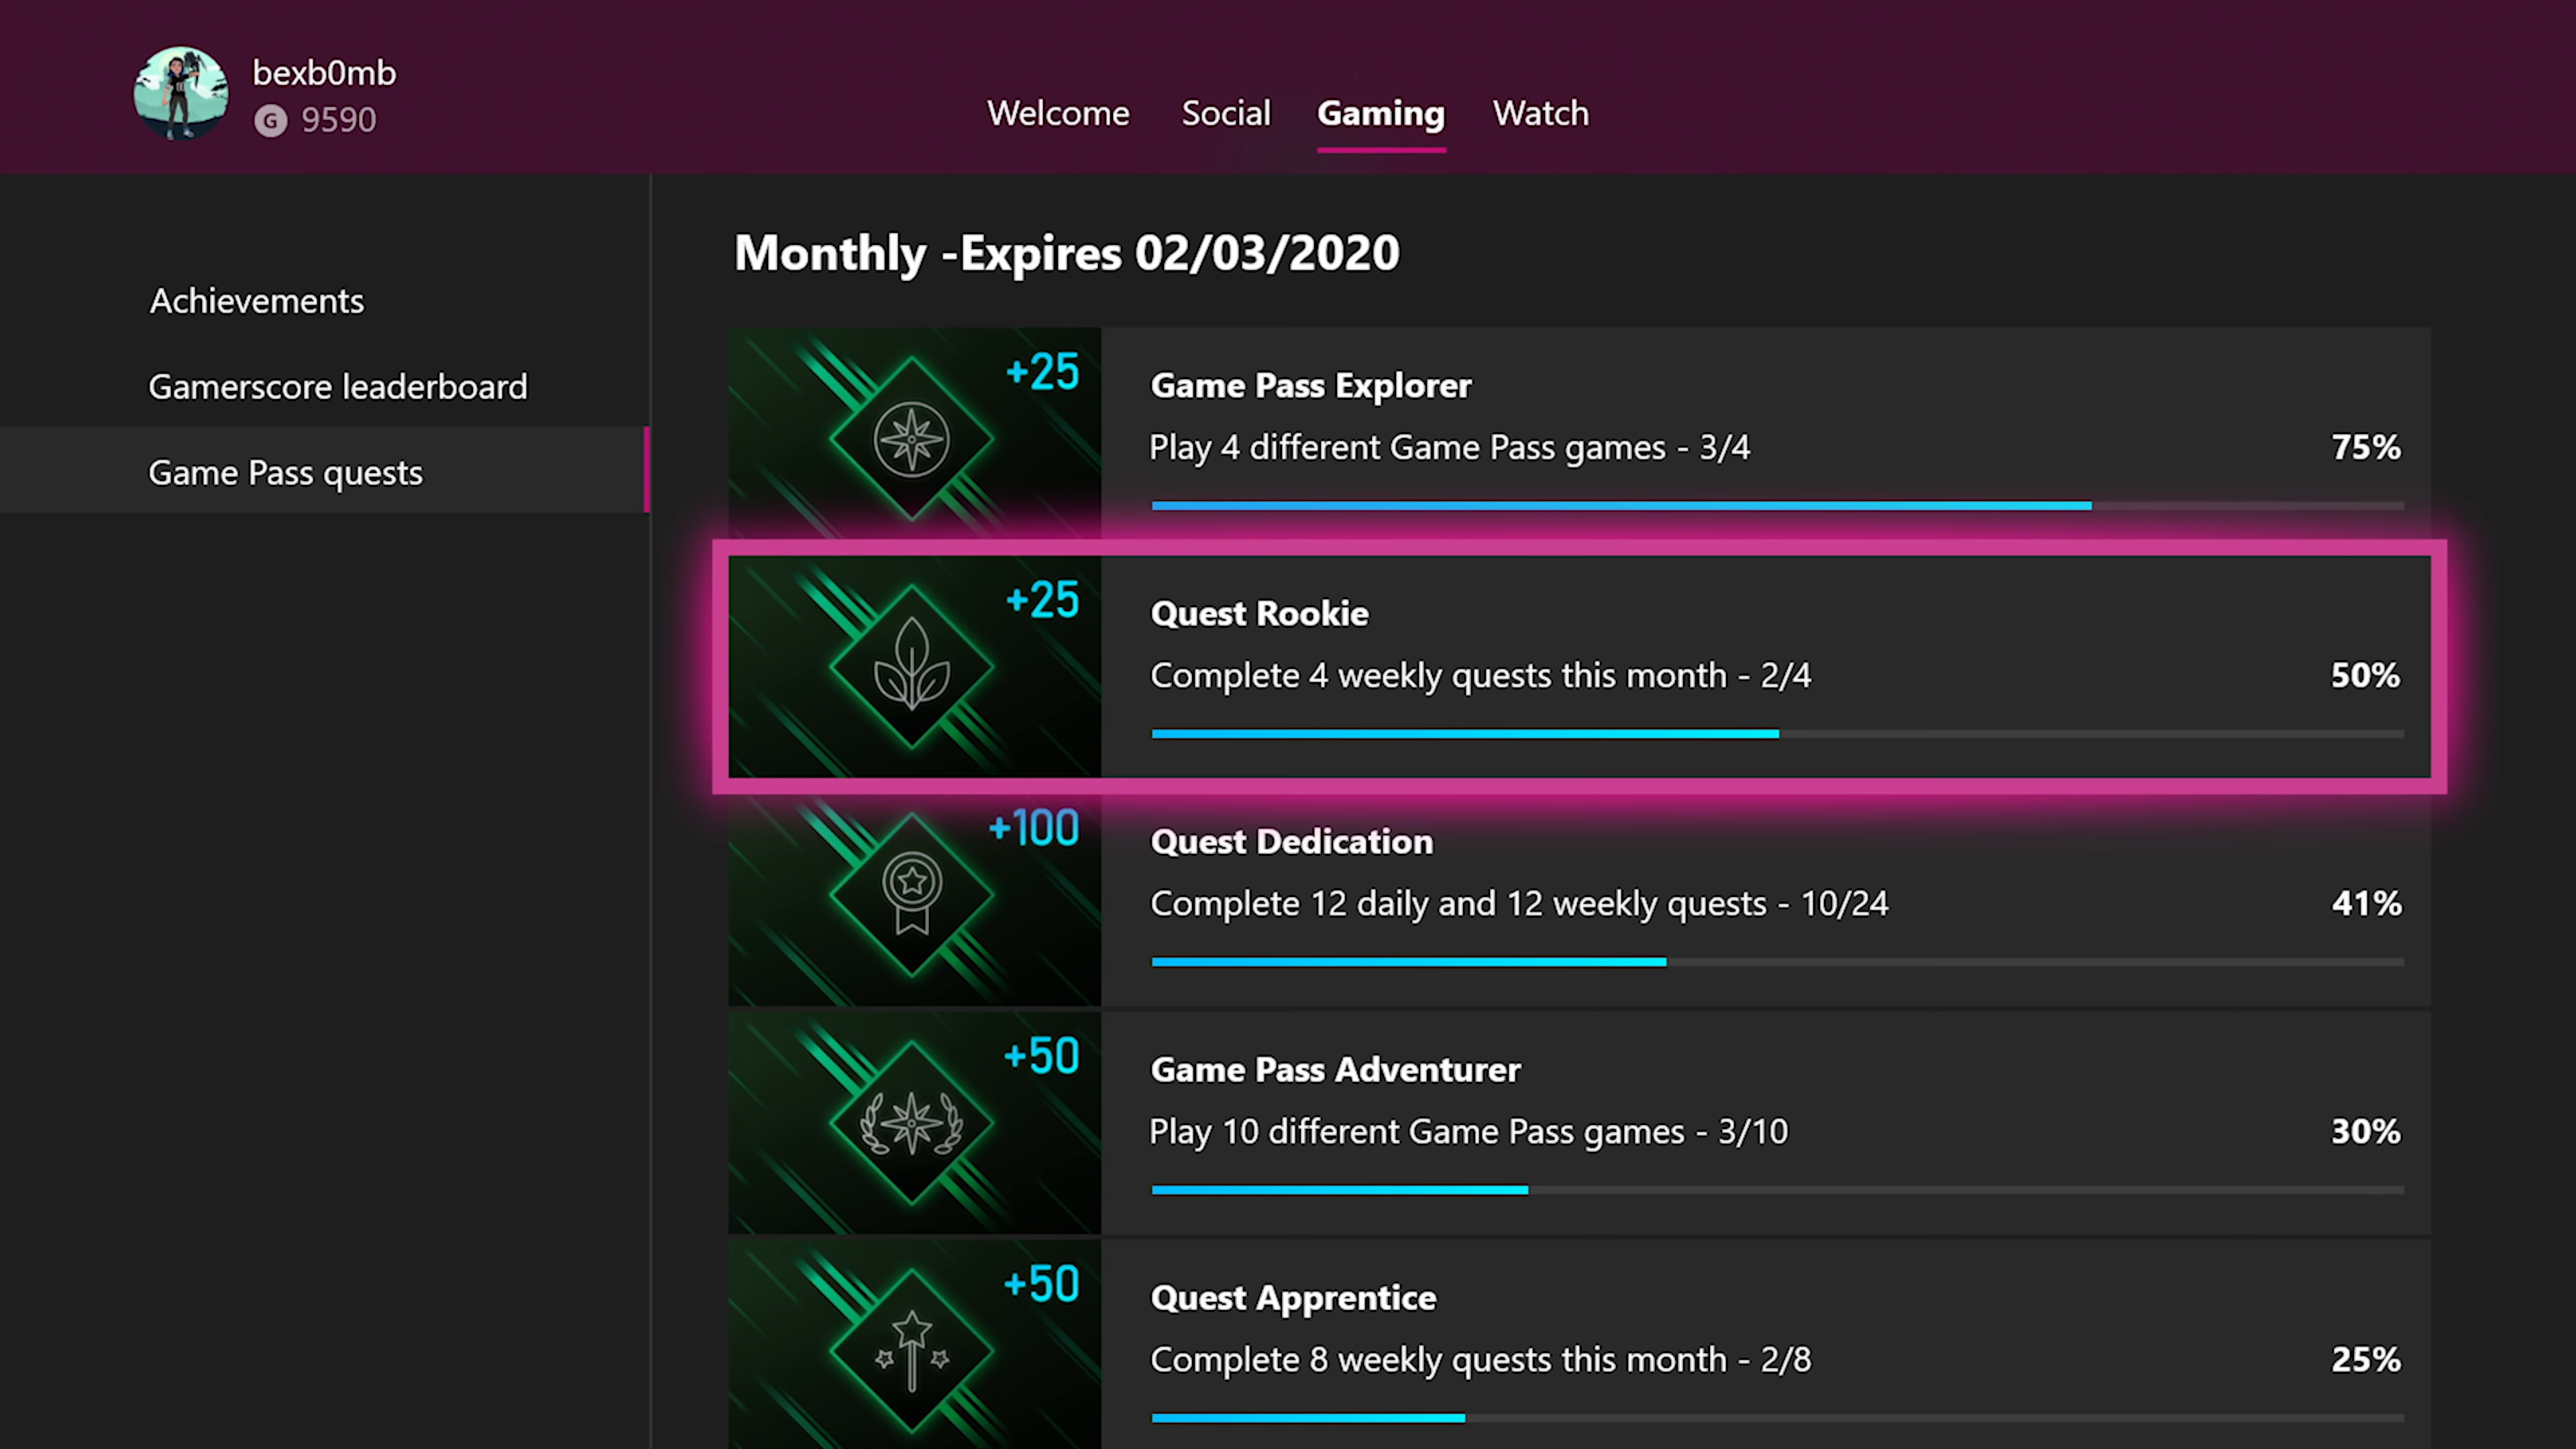 bexb0mb
G 9590
Welcome Social Gaming Watch
Achievements
Gamerscore leaderboard
Game Pass quests
Monthly -Expires 02/03/2020
+25
Game Pass Explorer
Play 4 different Game Pass games - 3/4
75%
+25
Quest Rookie
Complete 4 weekly quests this month - 2/4
50%
+100
Quest Dedication
Complete 12 daily and 12 weekly quests - 10/24
41%
+50
Game Pass Adventurer
Play 10 different Game Pass games - 3/10
30%
+50
Quest Apprentice
Complete 8 weekly quests this month - 2/8
25%